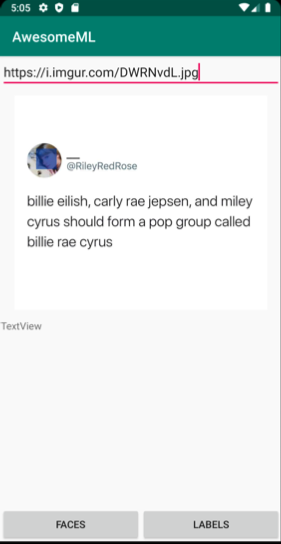 5:05
AwesomeML
https://i.imgur.com/DWRNvdL.jpg
@RileyRedRose
billie eilish, carly rae jepsen, and miley
cyrus should form a pop group called
billie rae cyrus
TextView
FACES
LABELS